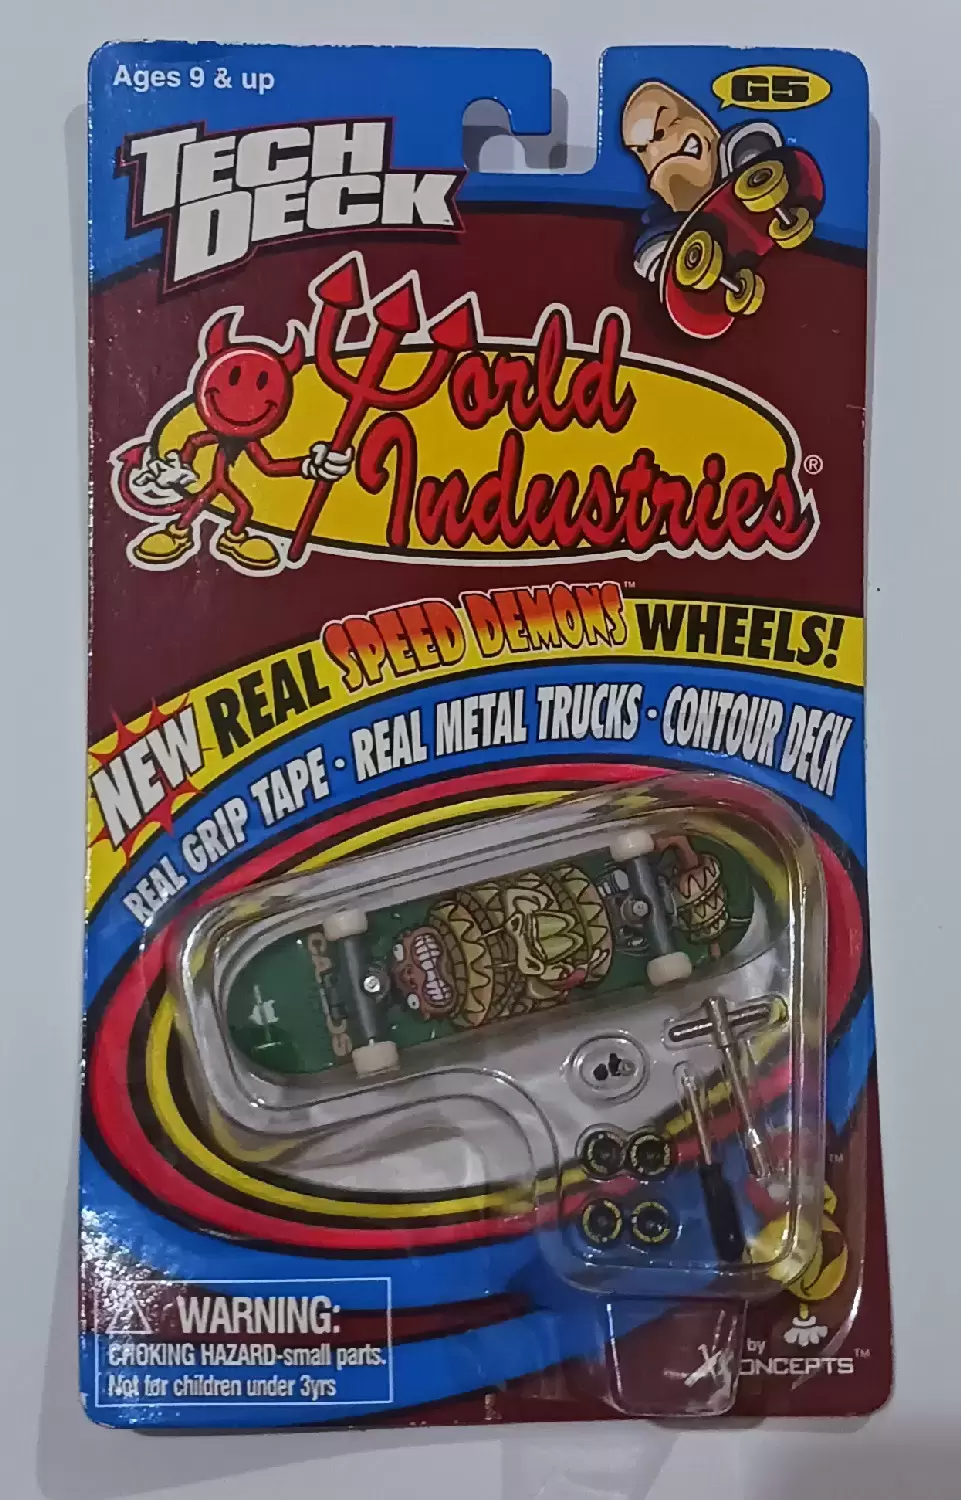 Ages 9 & up
G5
TECH
DECK
World
Industries®
NEW REAL SPEED DEMONS™ WHEELS!
REAL GRIP TAPE · REAL METAL TRUCKS · CONTOUR DECK
WARNING:
CHOKING HAZARD-small parts.
Not for children under 3yrs
by
CONCEPTS™